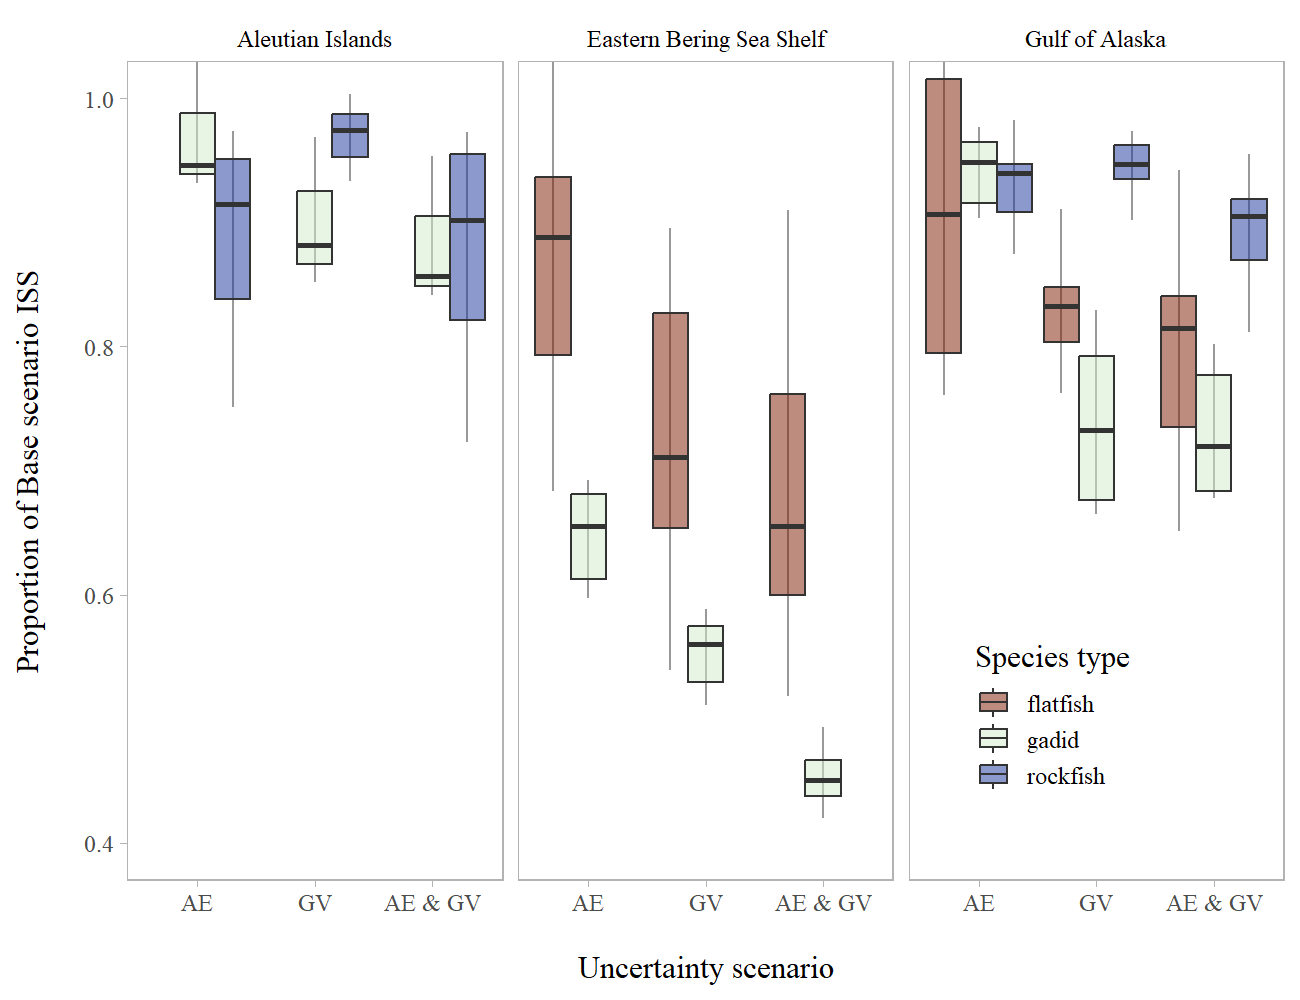 Aleutian Islands
Eastern Bering Sea Shelf
Gulf of Alaska
Proportion of Base scenario ISS
1.0
0.8
0.6
0.4
Species type
flatfish
gadid
rockfish
AE GV AE & GV
AE GV AE & GV
AE GV AE & GV
Uncertainty scenario